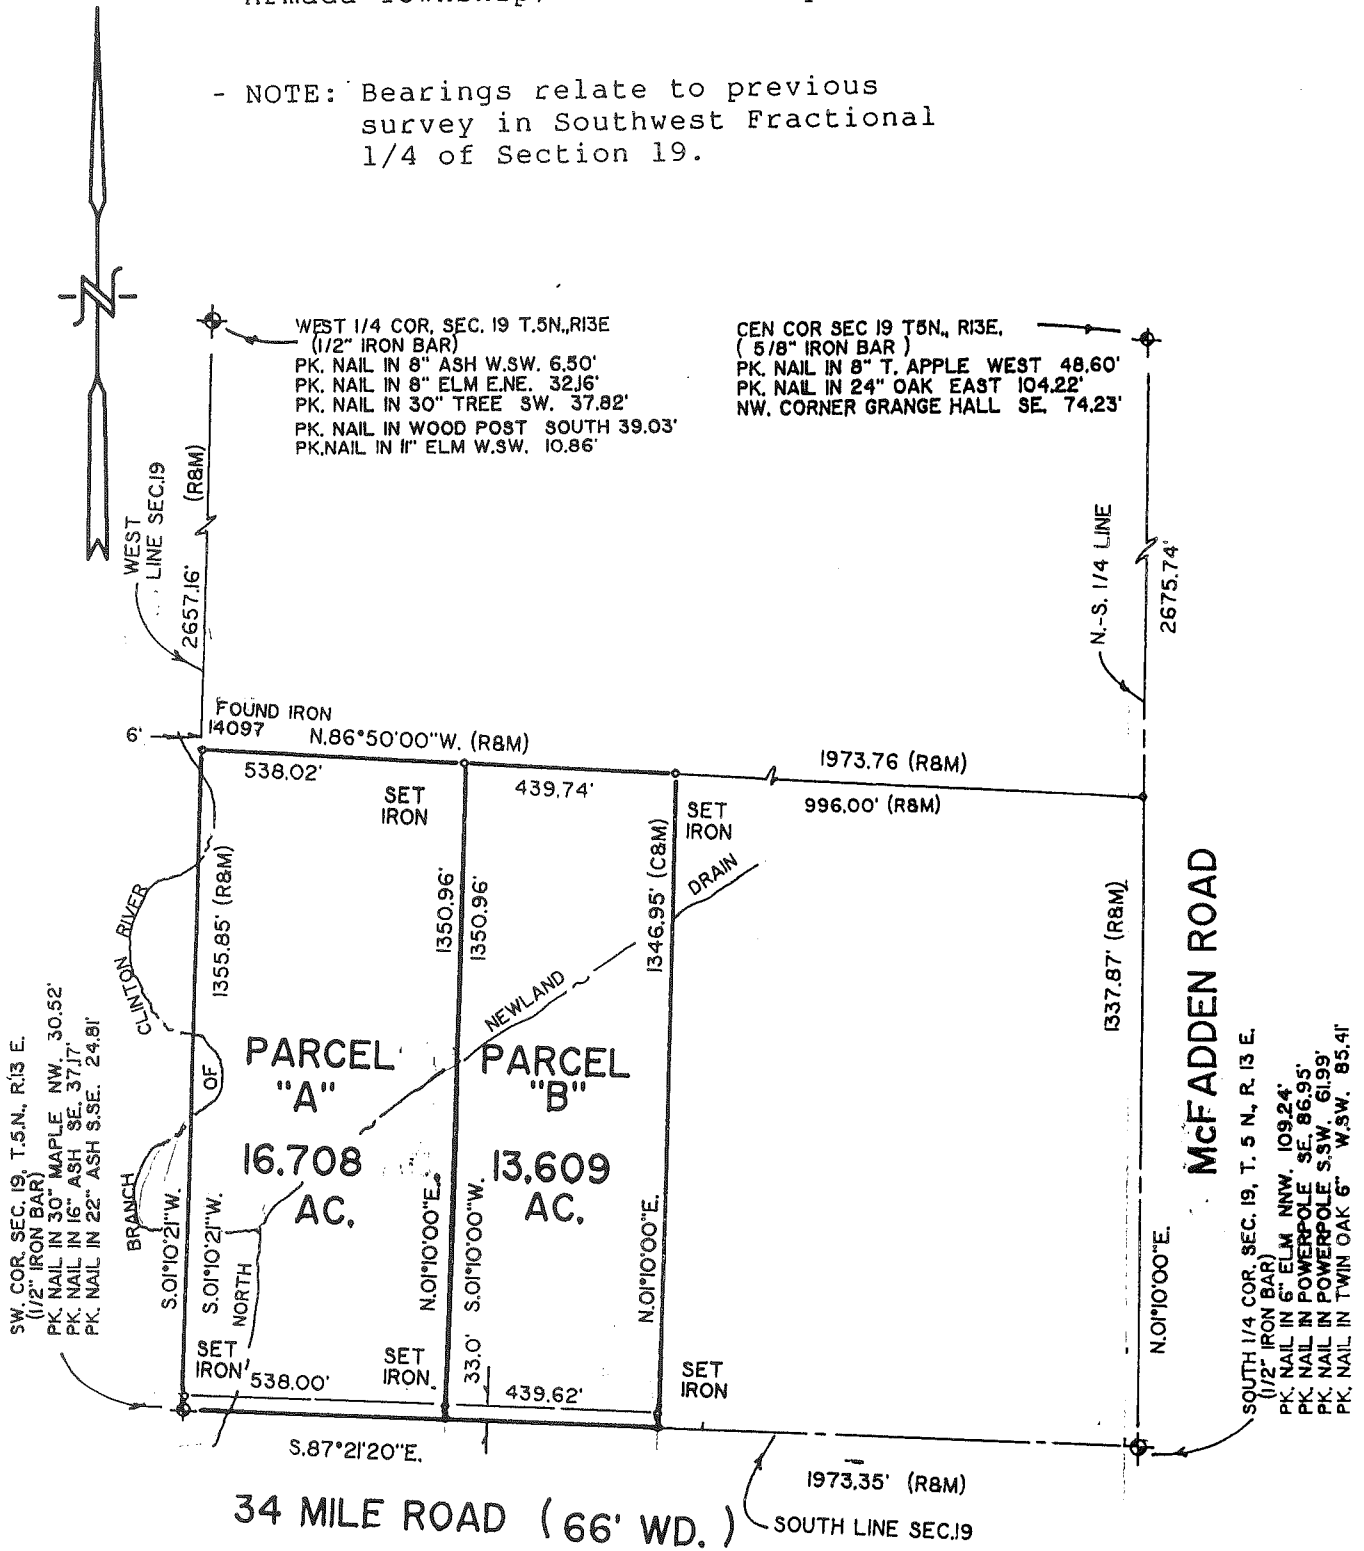 - NOTE: Bearings relate to previous
survey in Southwest Fractional
1/4 of Section 19.
N
WEST 1/4 COR. SEC. 19 T.5N.,R13E
(1/2" IRON BAR)
PK. NAIL IN 8" ASH W.SW. 6.50'
PK. NAIL IN 8" ELM E.NE. 32.16'
PK. NAIL IN 30" TREE SW. 37.82'
PK. NAIL IN WOOD POST SOUTH 39.03'
PK. NAIL IN 11" ELM W.SW. 10.86'
CEN COR SEC 19 T5N., R13E.
( 5/8" IRON BAR )
PK. NAIL IN 8" T. APPLE WEST 48.60'
PK. NAIL IN 24" OAK EAST 104.22'
NW. CORNER GRANGE HALL SE. 74.23'
WEST
LINE SEC.19
2657.16' (R&M)
N.-S. 1/4 LINE
2675.74'
6'
FOUND IRON
14097
N.86°50'00"W. (R&M)
538.02'
439.74'
1973.76 (R&M)
996.00' (R&M)
SET
IRON
SET
IRON
1355.85' (R&M)
1350.96'
1350.96'
1346.95' (C&M)
1337.87' (R&M)
NEWLAND
DRAIN
NORTH
BRANCH
OF
CLINTON RIVER
PARCEL
"A"
16.708
AC.
PARCEL
"B"
13.609
AC.
McFADDEN ROAD
S.01°10'21"W.
S.01°10'21"W.
N.01°10'00"E.
S.01°10'00"W.
N.01°10'00"E.
N.01°10'00"E.
SW. COR. SEC. 19, T.5.N., R.13 E.
(1/2" IRON BAR)
PK. NAIL IN 30" MAPLE NW. 30.52'
PK. NAIL IN 16" ASH SE. 37.17'
PK. NAIL IN 22" ASH S.SE. 24.81'
SOUTH 1/4 COR. SEC. 19, T. 5 N., R. 13 E.
(1/2" IRON BAR)
PK. NAIL IN 6" ELM NNW. 109.24'
PK. NAIL IN POWERPOLE SE. 86.95'
PK. NAIL IN POWERPOLE S.SW. 61.99'
PK. NAIL IN TWIN OAK 6" W.SW. 85.41'
SET
IRON
SET
IRON
SET
IRON
538.00'
33.0'
439.62'
S.87°21'20"E.
1973.35' (R&M)
34 MILE ROAD (66' WD.)
SOUTH LINE SEC.19